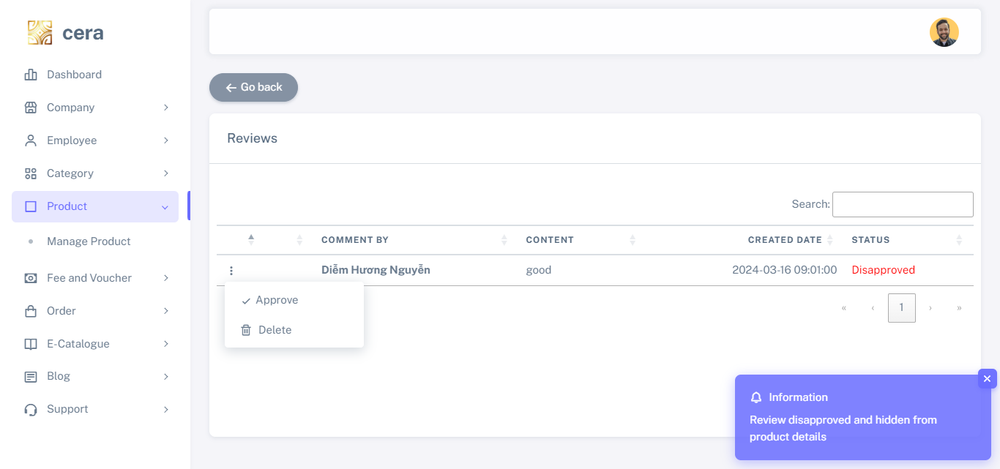 cera
Dashboard
Company
Employee
Category
Product
Manage Product
Fee and Voucher
Order
E-Catalogue
Blog
Support
Go back
Reviews
Search:
COMMENT BY CONTENT CREATED DATE STATUS
Diễm Hương Nguyễn good 2024-03-16 09:01:00 Disapproved
Approve
Delete
« ‹ 1 › »
Information
Review disapproved and hidden from
product details